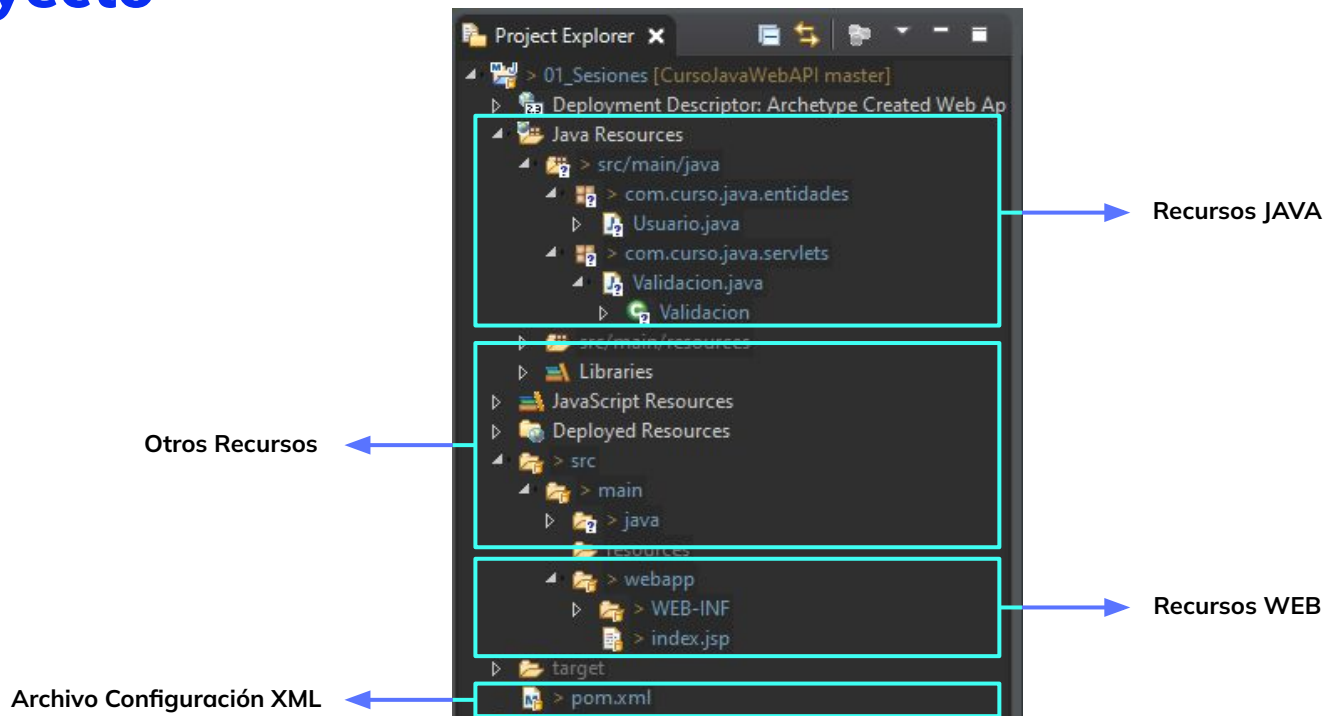 Project Explorer
> 01_Sesiones [CursoJavaWebAPI master]
Deployment Descriptor: Archetype Created Web Ap
Java Resources
> src/main/java
> com.curso.java.entidades
Usuario.java
> com.curso.java.servlets
Validacion.java
Validacion
src/main/resources
Libraries
JavaScript Resources
Deployed Resources
> src
> main
> java
resources
> webapp
> WEB-INF
> index.jsp
target
> pom.xml
Recursos JAVA
Otros Recursos
Recursos WEB
Archivo Configuración XML